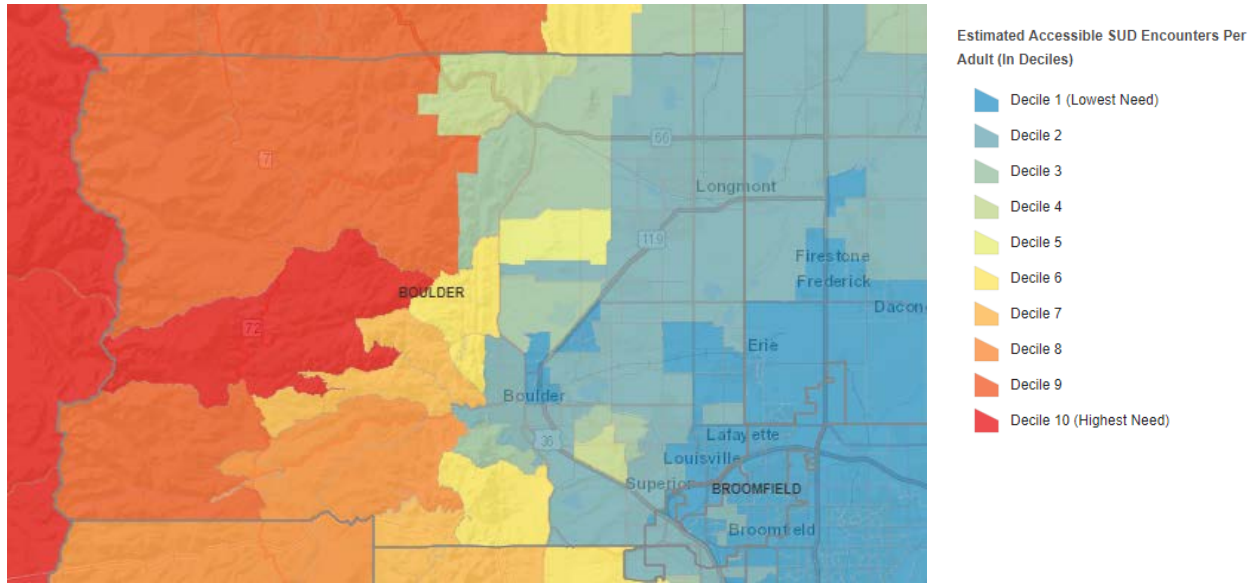 Estimated Accessible SUD Encounters Per
Adult (In Deciles)
Decile 1 (Lowest Need)
Decile 2
Decile 3
Decile 4
Decile 5
Decile 6
Decile 7
Decile 8
Decile 9
Decile 10 (Highest Need)
66
7
Longmont
119
Firestone
Frederick
BOULDER
Dacono
72
Erie
Boulder
36
Lafayette
Louisville
Superior
BROOMFIELD
Broomfield